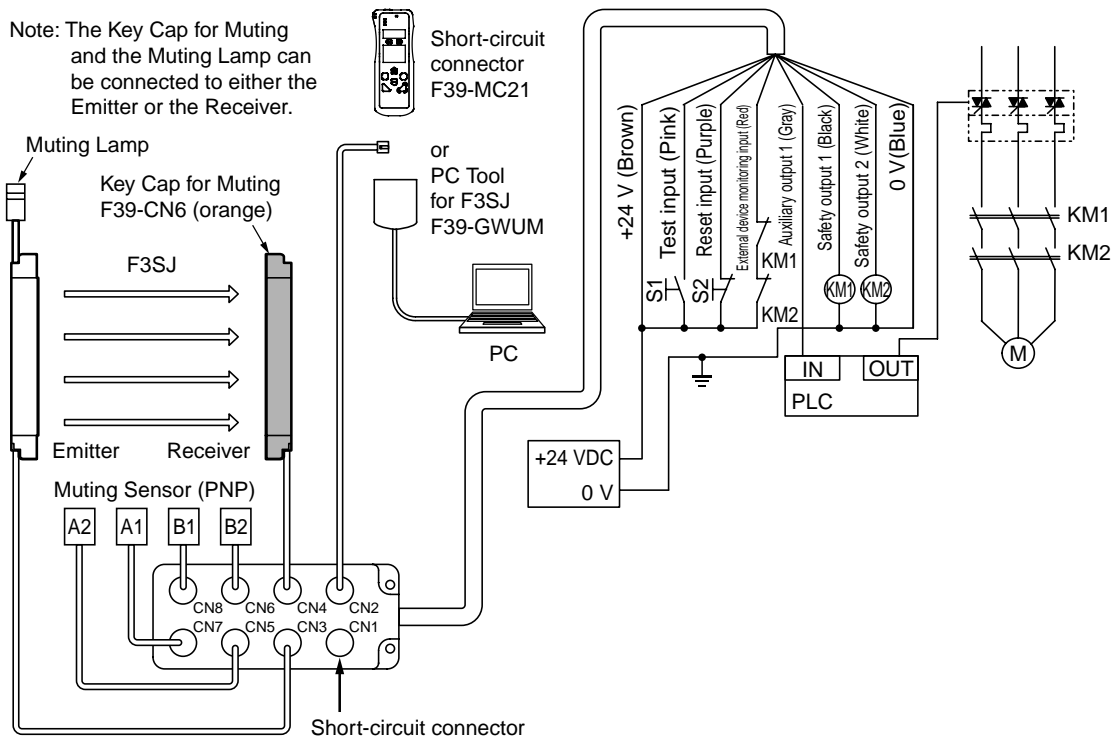 Note: The Key Cap for Muting
and the Muting Lamp can
be connected to either the
Emitter or the Receiver.
Muting Lamp
Key Cap for Muting
F39-CN6 (orange)
F3SJ
Emitter
Receiver
Muting Sensor (PNP)
A2
A1
B1
B2
CN8
CN6
CN4
CN2
CN7
CN5
CN3
CN1
Short-circuit connector
Short-circuit
connector
F39-MC21
or
PC Tool
for F3SJ
F39-GWUM
PC
+24 V (Brown)
Test input (Pink)
Reset input (Purple)
External device monitoring input (Red)
Auxiliary output 1 (Gray)
Safety output 1 (Black)
Safety output 2 (White)
0 V(Blue)
S1
S2
KM1
KM2
KM1
KM2
IN
OUT
PLC
+24 VDC
0 V
KM1
KM2
M